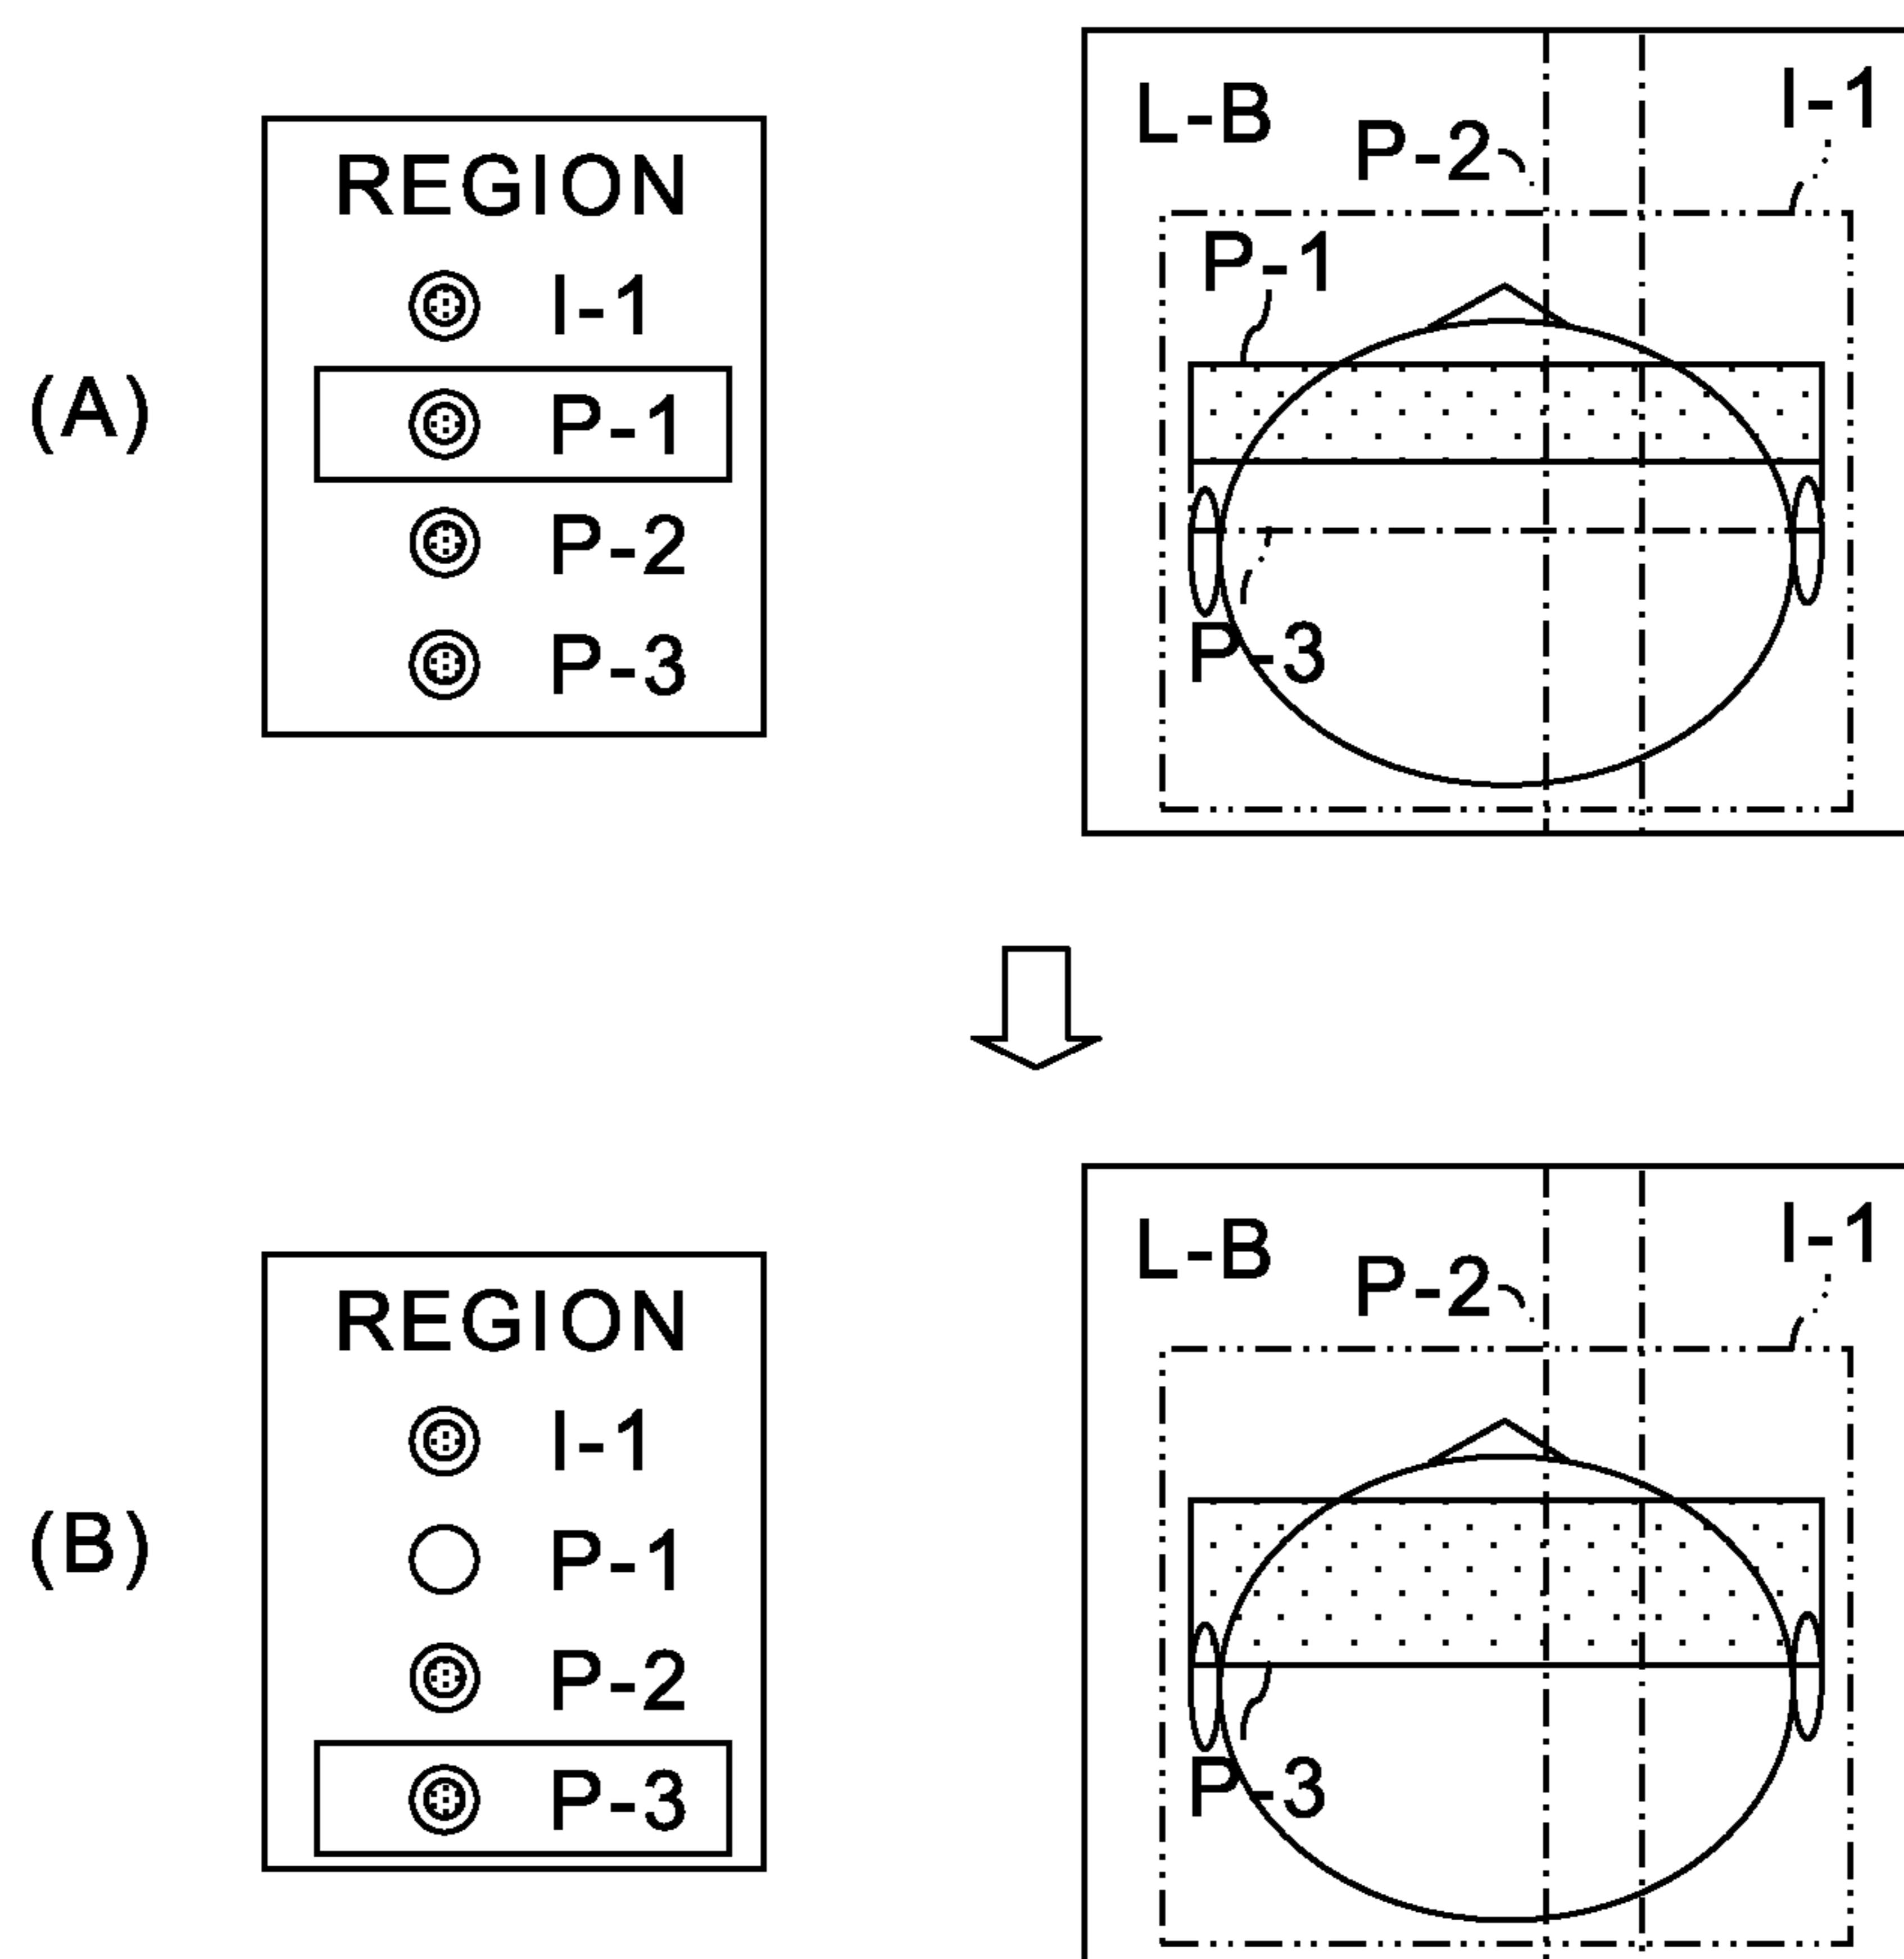 (A)
REGION
I-1
P-1
P-2
P-3
L-B
P-2
I-1
P-1
P-3
(B)
REGION
I-1
P-1
P-2
P-3
L-B
P-2
I-1
P-3